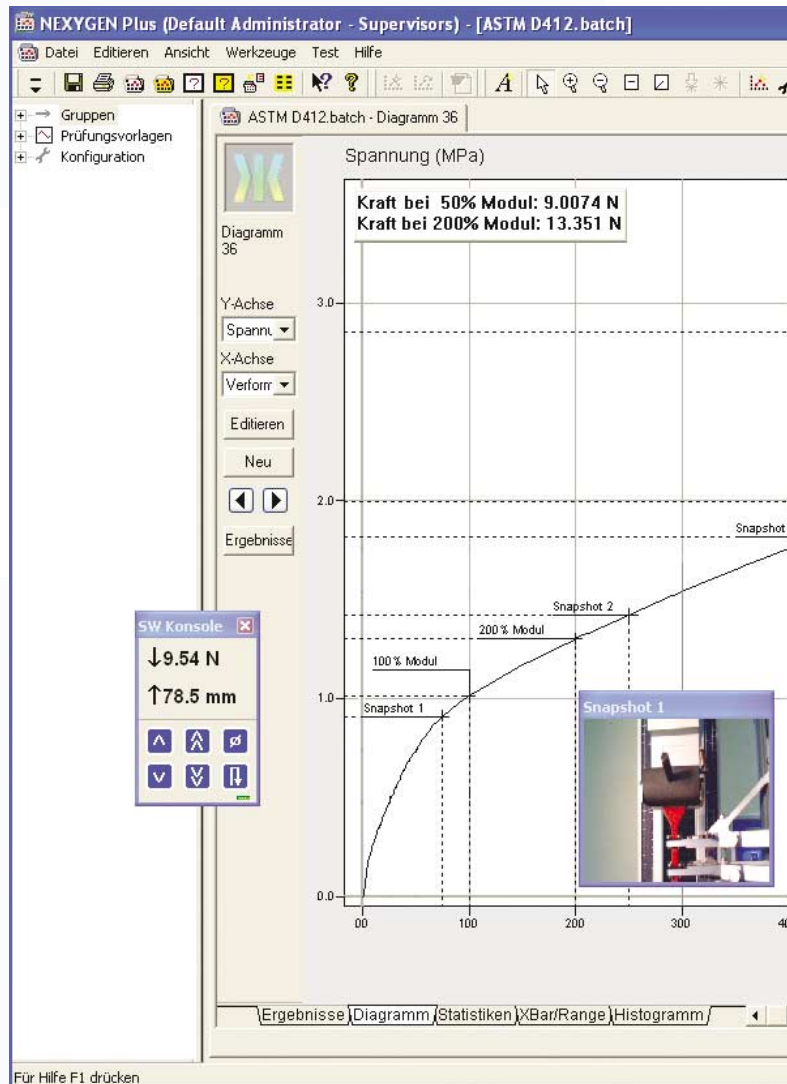 NEXYGEN Plus (Default Administrator - Supervisors) - [ASTM D412.batch]
Datei Editieren Ansicht Werkzeuge Test Hilfe
Gruppen
Prüfungsvorlagen
Konfiguration
ASTM D412.batch - Diagramm 36
Diagramm
36
Y-Achse
Spannu
X-Achse
Verform
Editieren
Neu
Ergebnisse
Spannung (MPa)
Kraft bei 50% Modul: 9.0074 N
Kraft bei 200% Modul: 13.351 N
3.0
2.0
1.0
0.0
Snapshot
Snapshot 2
200 % Modul
100 % Modul
Snapshot 1
00 100 200 300 40
SW Konsole
↓9.54 N
↑78.5 mm
Snapshot 1
Ergebnisse Diagramm Statistiken XBar/Range Histogramm
Für Hilfe F1 drücken